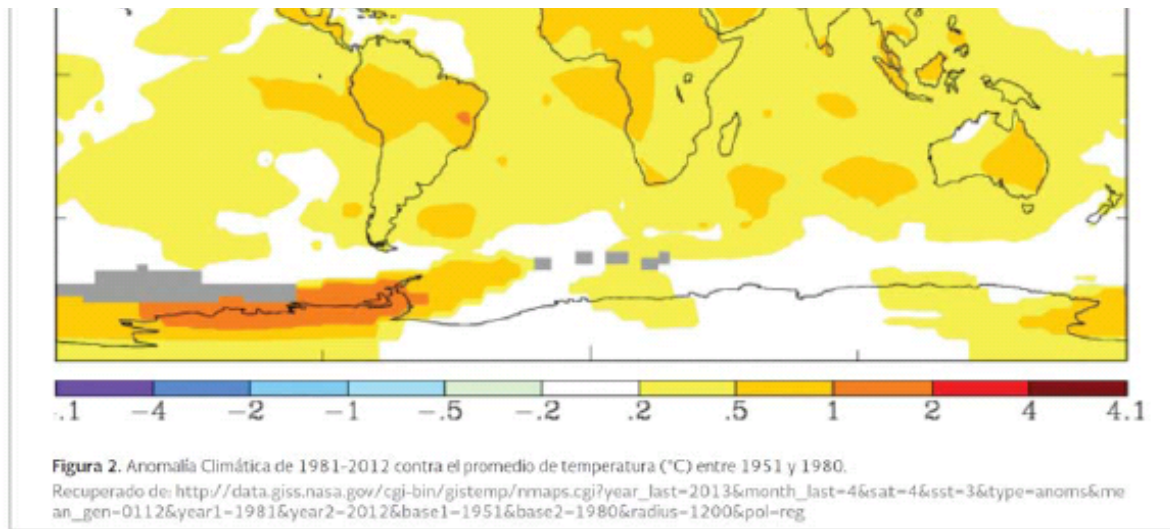 .1 −4 −2 −1 −.5 −.2 .2 .5 1 2 4 4.1
Figura 2. Anomalía Climática de 1981-2012 contra el promedio de temperatura (°C) entre 1951 y 1980.
Recuperado de: http://data.giss.nasa.gov/cgi-bin/gistemp/nmaps.cgi?year_last=2013&month_last=4&sat=4&sst=3&type=anoms&me
an_gen=0112&year1=1981&year2=2012&base1=1951&base2=1980&radius=1200&pol=reg